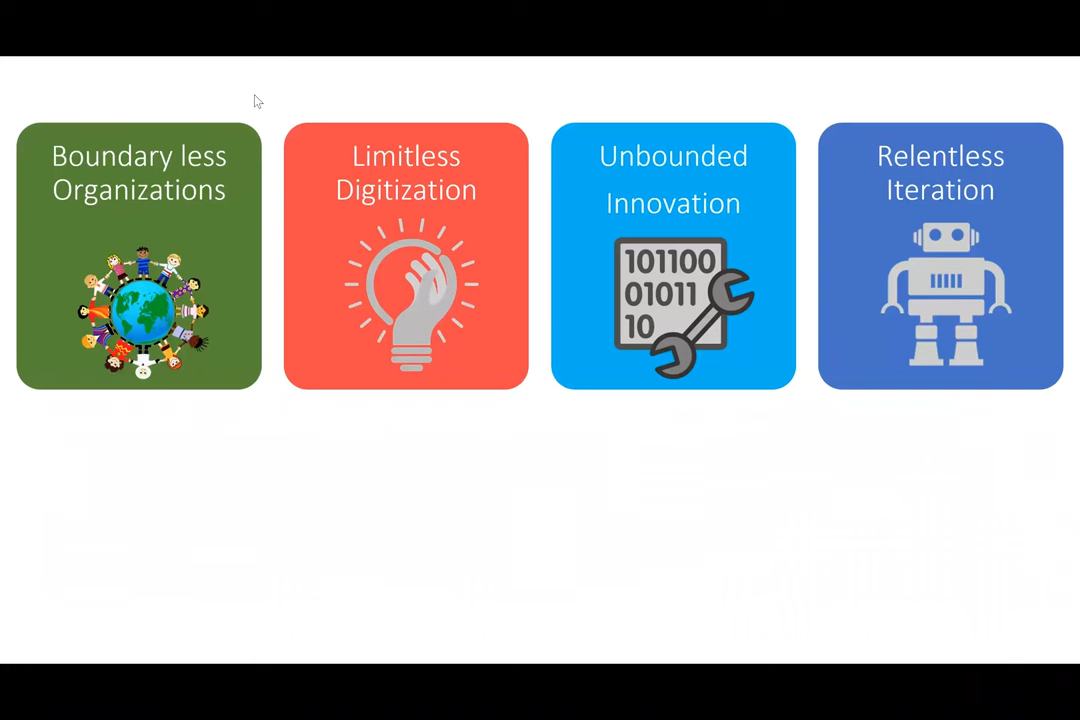 Boundary less
Organizations
Limitless
Digitization
Unbounded
Innovation
101100
01011
10
Relentless
Iteration